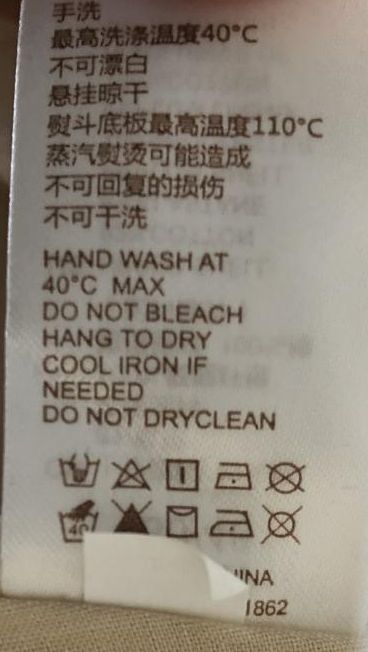 手洗
最高洗涤温度40°C
不可漂白
悬挂晾干
熨斗底板最高温度110°C
蒸汽熨烫可能造成
不可回复的损伤
不可干洗
HAND WASH AT
40°C MAX
DO NOT BLEACH
HANG TO DRY
COOL IRON IF
NEEDED
DO NOT DRYCLEAN
40
1862